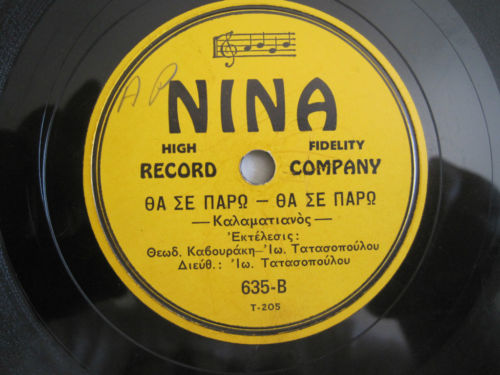 AP
NINA
HIGH FIDELITY
RECORD COMPANY
ΘΑ ΣΕ ΠΑΡΩ — ΘΑ ΣΕ ΠΑΡΩ
—Καλαματιανὸς—
Ἐκτέλεσις:
Θεωδ. Καβουράκη—Ἰω. Τατασοπούλου
Διεύθ.: Ἰω. Τατασοπούλου
635-B
T-205